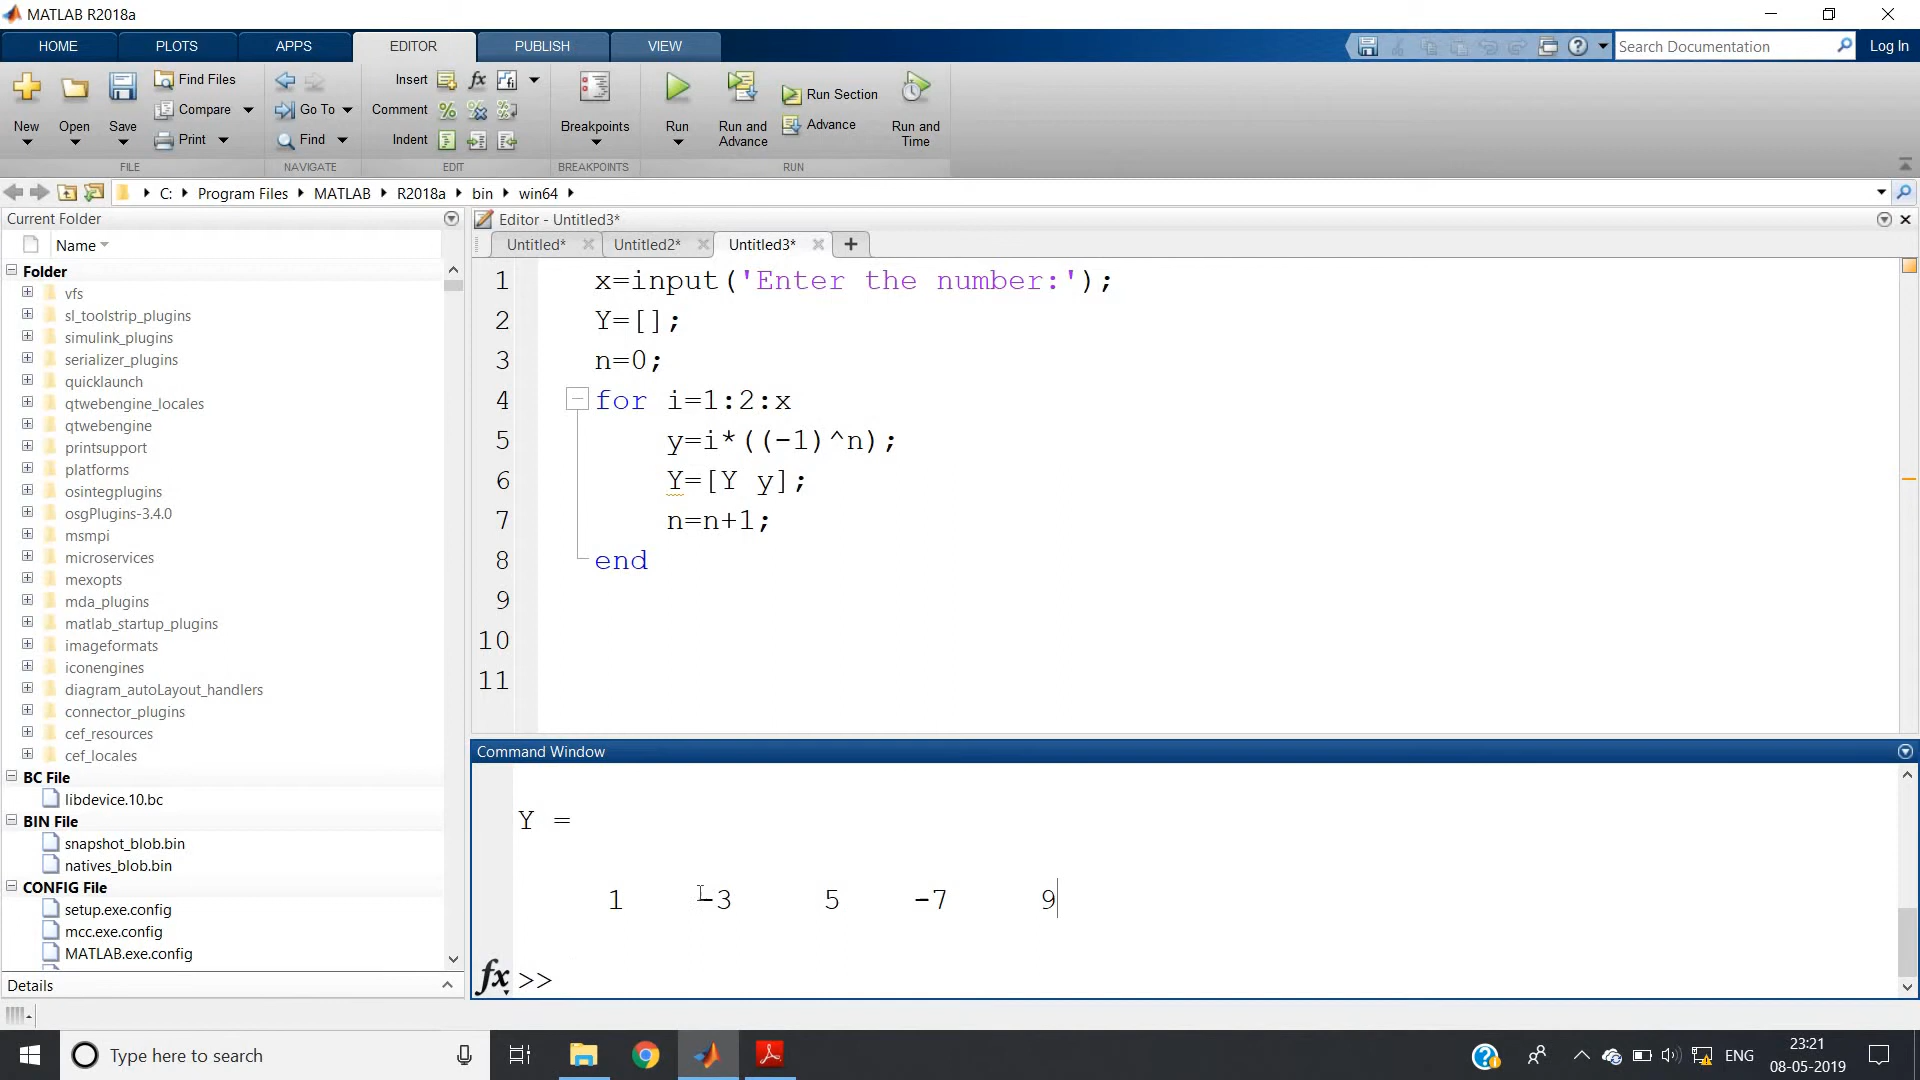 MATLAB R2018a
HOME PLOTS APPS EDITOR PUBLISH VIEW Search Documentation Log In
New Open Save Find Files Compare Print Go To Find Insert Comment Indent fx Breakpoints Run Run and Advance Run Section Advance Run and Time
FILE NAVIGATE EDIT BREAKPOINTS RUN
C: Program Files MATLAB R2018a bin win64
Current Folder
Name
Folder
vfs
sl_toolstrip_plugins
simulink_plugins
serializer_plugins
quicklaunch
qtwebengine_locales
qtwebengine
printsupport
platforms
osintegplugins
osgPlugins-3.4.0
msmpi
microservices
mexopts
mda_plugins
matlab_startup_plugins
imageformats
iconengines
diagram_autoLayout_handlers
connector_plugins
cef_resources
cef_locales
BC File
libdevice.10.bc
BIN File
snapshot_blob.bin
natives_blob.bin
CONFIG File
setup.exe.config
mcc.exe.config
MATLAB.exe.config
Details
Editor - Untitled3*
Untitled* Untitled2* Untitled3*
1 x=input('Enter the number:');
2 Y=[];
3 n=0;
4 for i=1:2:x
5 y=i*((-1)^n);
6 Y=[Y y];
7 n=n+1;
8 end
9
10
11
Command Window
Y =
1 -3 5 -7 9
fx >>
Type here to search
ENG
23:21
08-05-2019